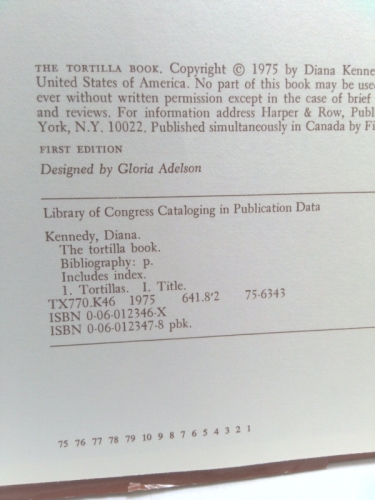 THE TORTILLA BOOK. Copyright © 1975 by Diana Kenne
United States of America. No part of this book may be used
ever without written permission except in the case of brief
and reviews. For information address Harper & Row, Publ
York, N.Y. 10022. Published simultaneously in Canada by Fi
FIRST EDITION
Designed by Gloria Adelson
Library of Congress Cataloging in Publication Data
Kennedy, Diana.
The tortilla book.
Bibliography: p.
Includes index.
1. Tortillas. I. Title.
TX770.K46 1975 641.8'2 75-6343
ISBN 0-06-012346-X
ISBN 0-06-012347-8 pbk.
75 76 77 78 79 10 9 8 7 6 5 4 3 2 1